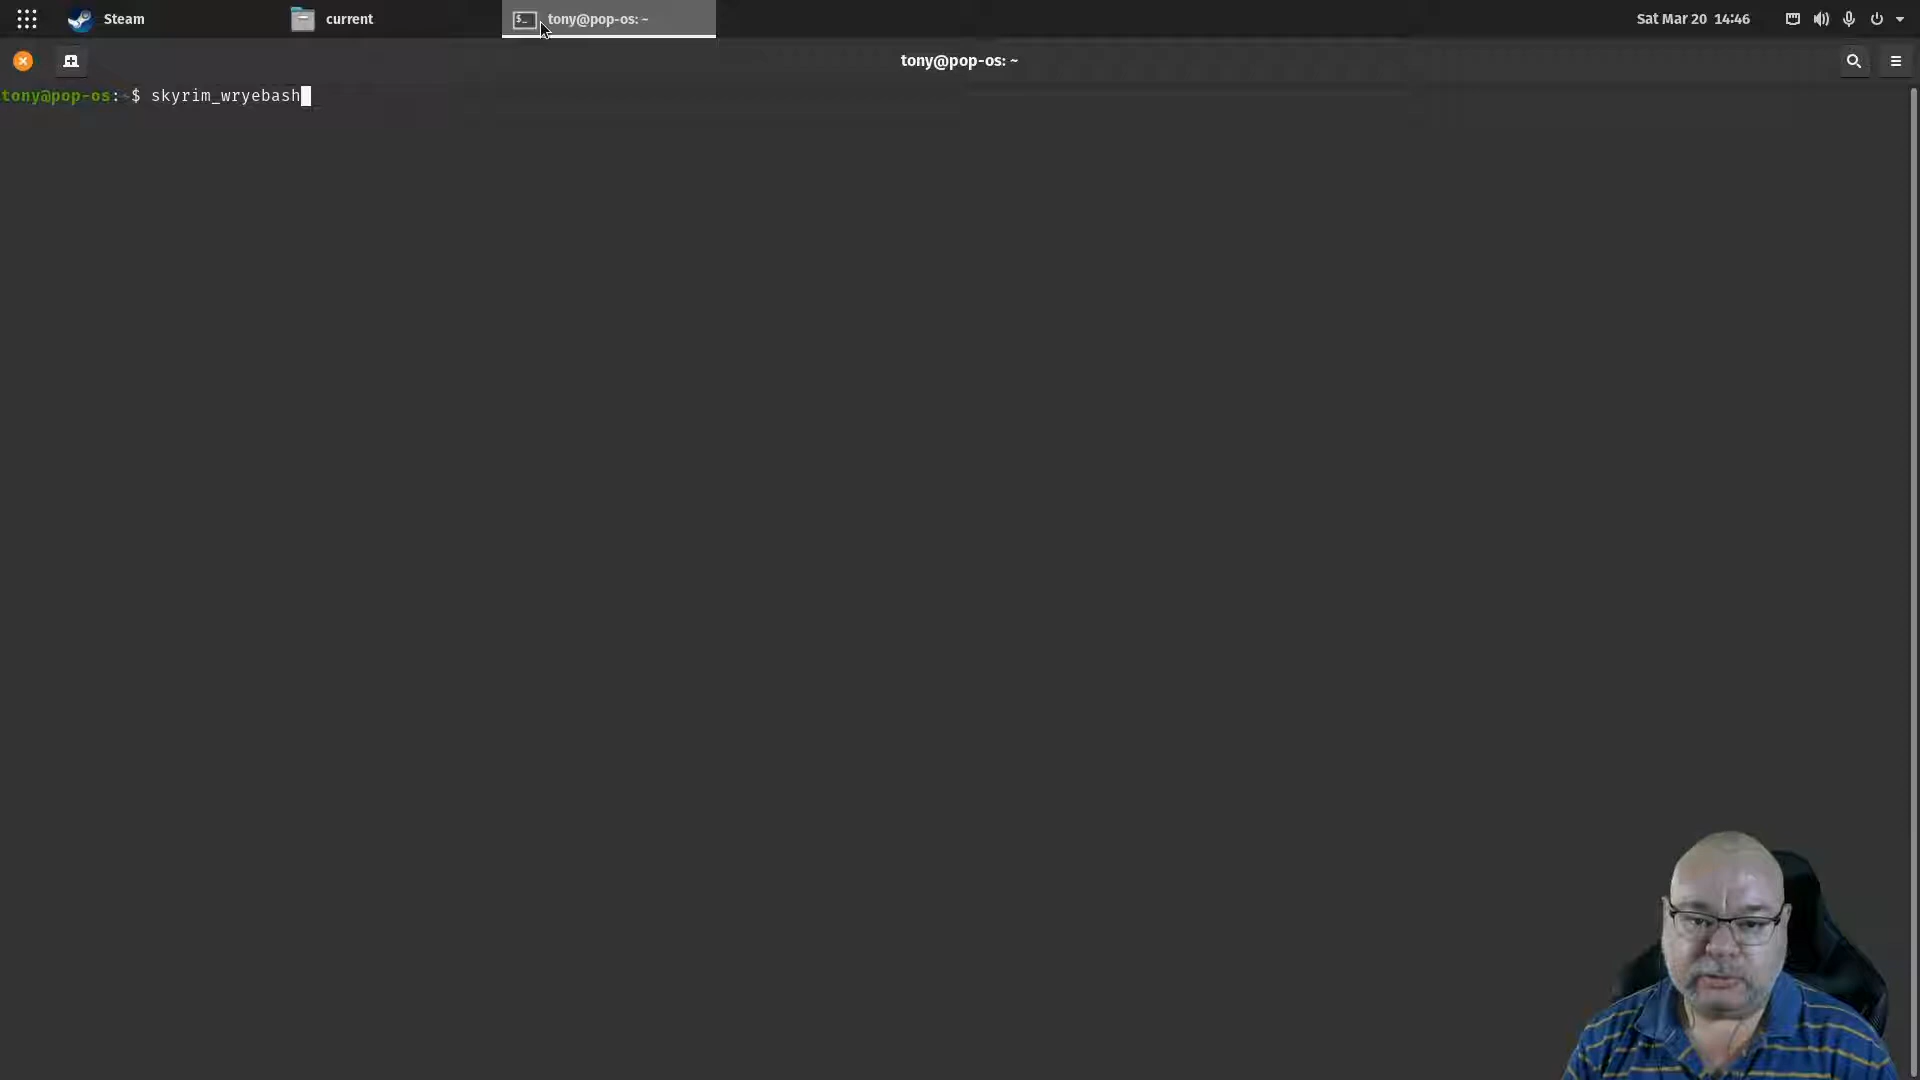 Steam
current
tony@pop-os: ~
Sat Mar 20 14:46
tony@pop-os: ~
tony@pop-os:~$ skyrim_wryebash